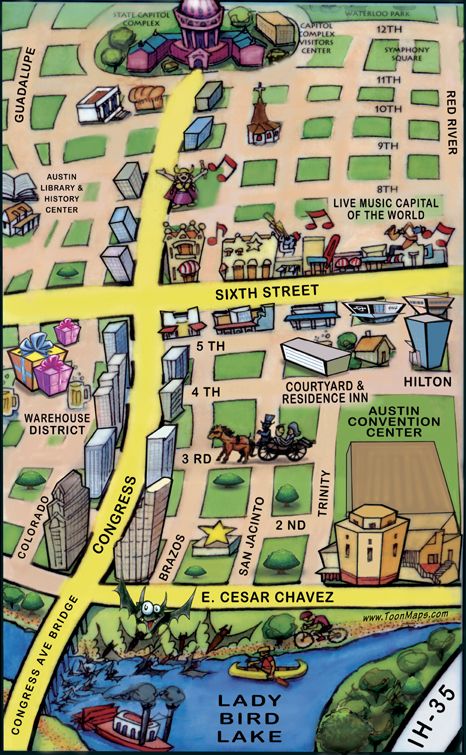 STATE CAPITOL
COMPLEX
CAPITOL
COMPLEX
VISITORS
CENTER
WATERLOO PARK
12TH
SYMPHONY
SQUARE
GUADALUPE
11TH
10TH
RED RIVER
9TH
AUSTIN
LIBRARY &
HISTORY
CENTER
8TH
LIVE MUSIC CAPITAL
OF THE WORLD
SIXTH STREET
5 TH
4 TH
COURTYARD &
RESIDENCE INN
HILTON
WAREHOUSE
DISTRICT
AUSTIN
CONVENTION
CENTER
3 RD
COLORADO
CONGRESS
BRAZOS
SAN JACINTO
2 ND
TRINITY
E. CESAR CHAVEZ
www.ToonMaps.com
CONGRESS AVE BRIDGE
LADY
BIRD
LAKE
IH-35